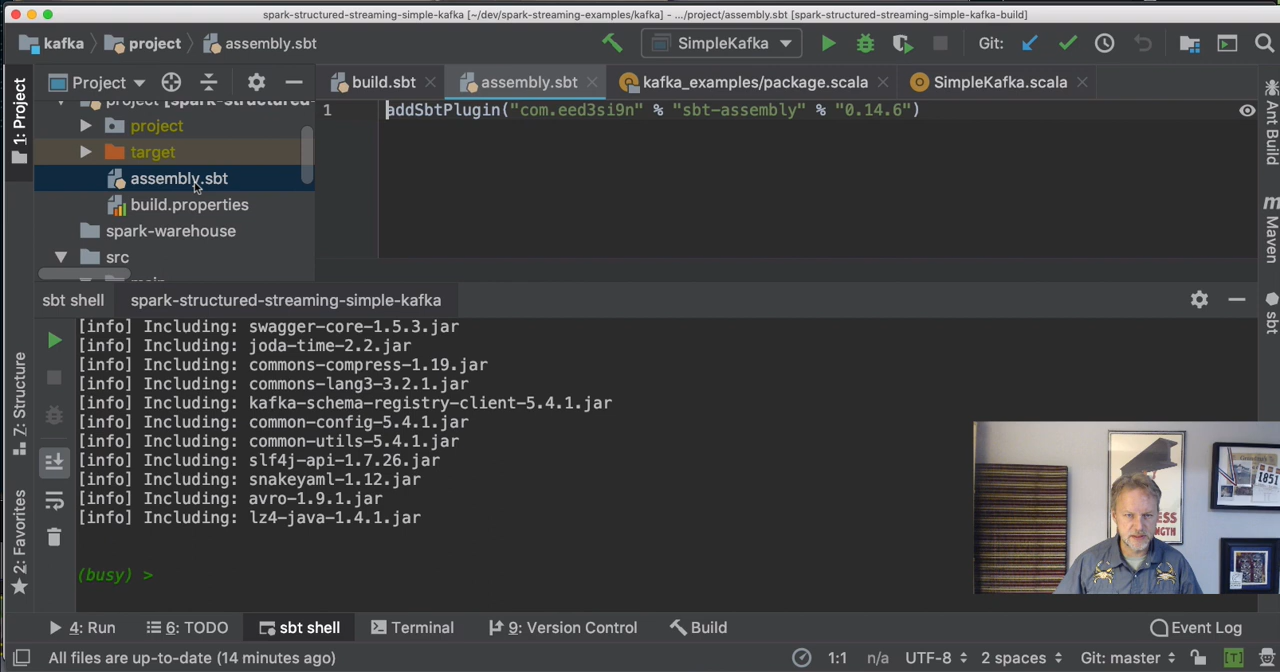 spark-structured-streaming-simple-kafka [~/dev/spark-streaming-examples/kafka] - .../project/assembly.sbt [spark-structured-streaming-simple-kafka-build]
kafka project assembly.sbt SimpleKafka Git:
1: Project
Project
build.sbt assembly.sbt kafka_examples/package.scala SimpleKafka.scala
project [spark-structured-
project
target
assembly.sbt
build.properties
spark-warehouse
src
main
1 addSbtPlugin("com.eed3si9n" % "sbt-assembly" % "0.14.6")
Ant Build
m Maven
sbt
sbt shell spark-structured-streaming-simple-kafka
[info] Including: swagger-core-1.5.3.jar
[info] Including: joda-time-2.2.jar
[info] Including: commons-compress-1.19.jar
[info] Including: commons-lang3-3.2.1.jar
[info] Including: kafka-schema-registry-client-5.4.1.jar
[info] Including: common-config-5.4.1.jar
[info] Including: common-utils-5.4.1.jar
[info] Including: slf4j-api-1.7.26.jar
[info] Including: snakeyaml-1.12.jar
[info] Including: avro-1.9.1.jar
[info] Including: lz4-java-1.4.1.jar
(busy) >
Z: Structure
2: Favorites
1851
4: Run 6: TODO sbt shell Terminal 9: Version Control Build Event Log
All files are up-to-date (14 minutes ago) 1:1 n/a UTF-8 2 spaces Git: master [T]